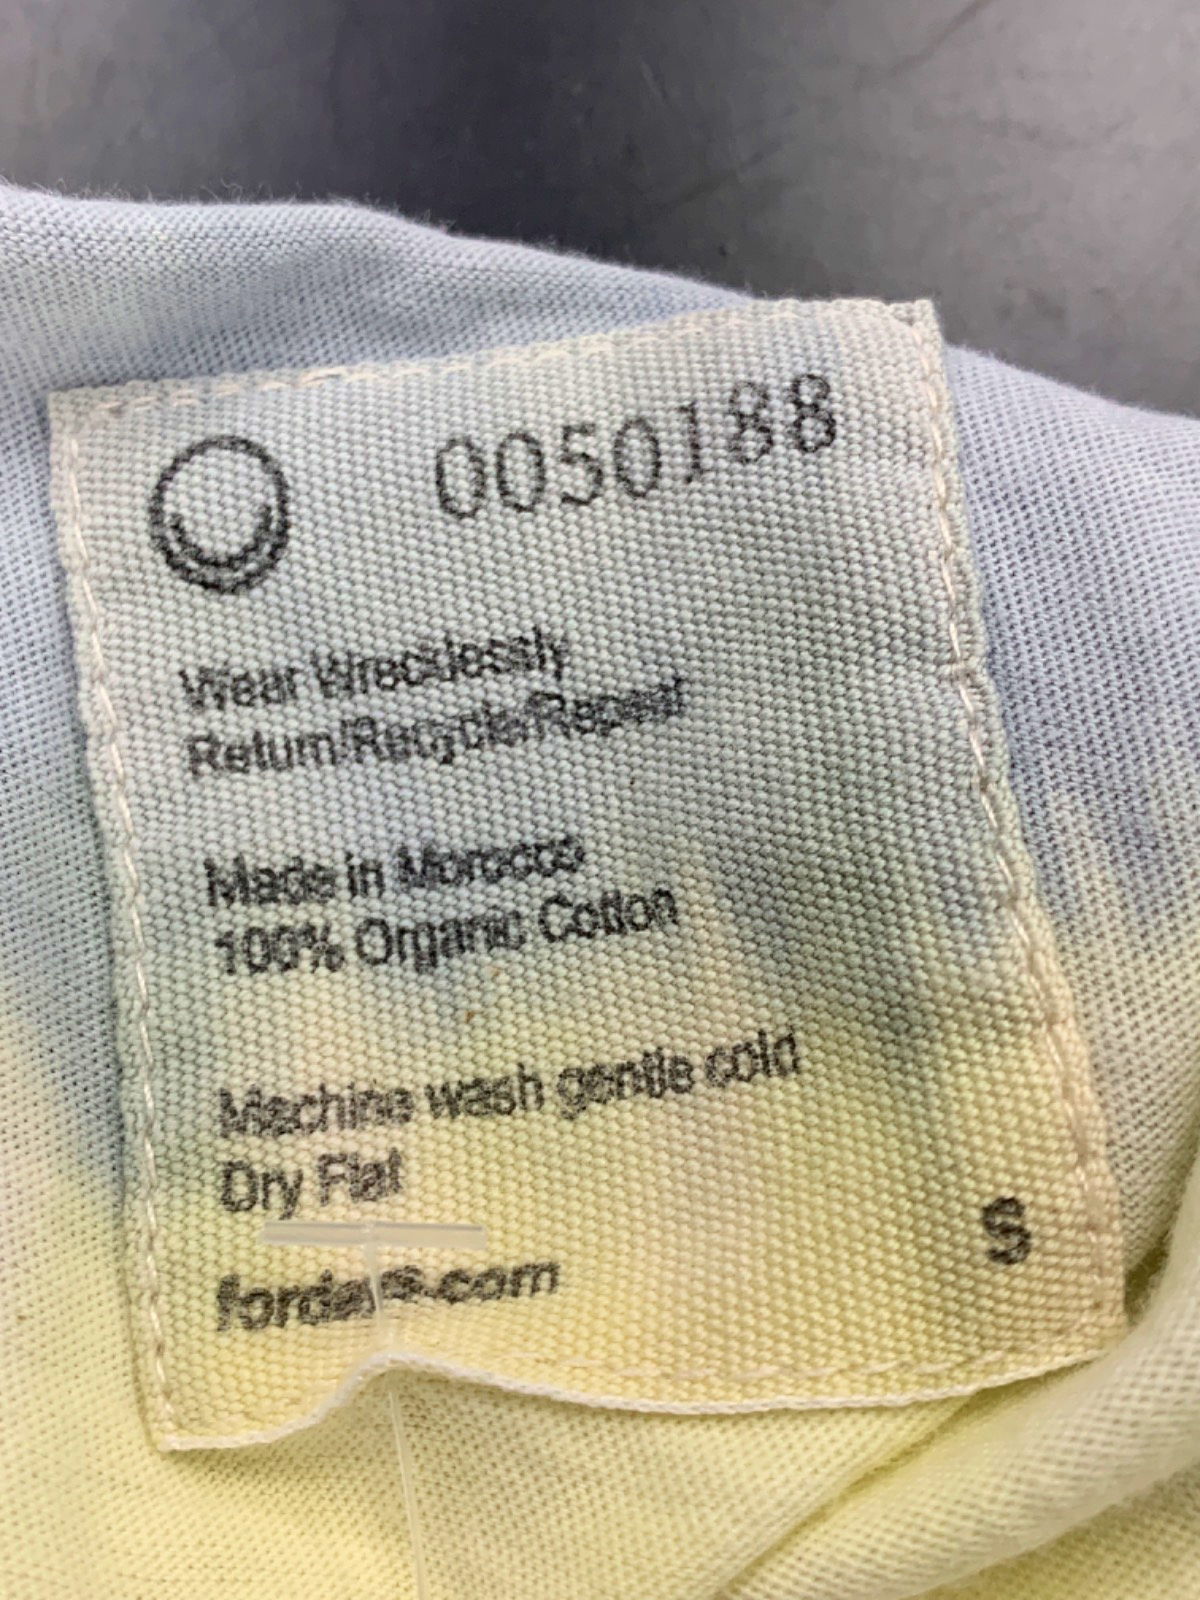 0050188
Wear Wrecklessly
Return/Recycle/Repeat
Made in Morocco
100% Organic Cotton
Machine wash gentle cold
Dry Flat
S
fordays.com